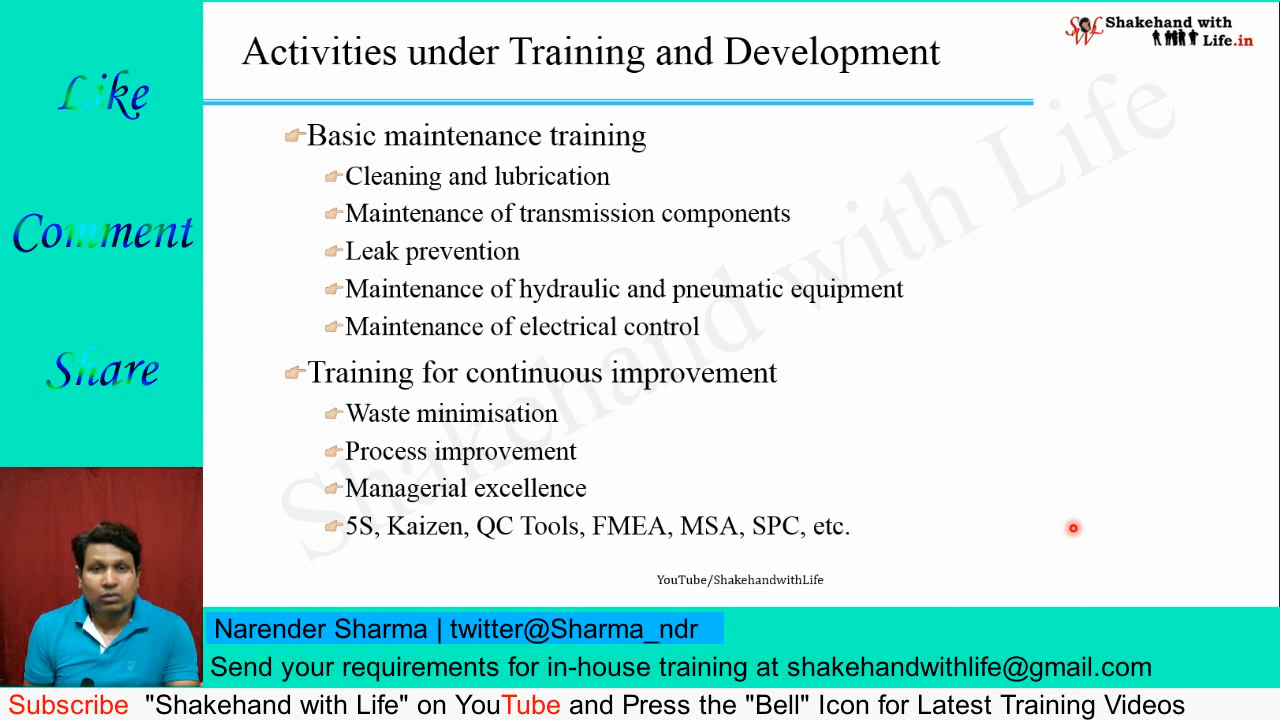 Activities under Training and Development
Shakehand with
Life.in
Like
Comment
Share
Basic maintenance training
Cleaning and lubrication
Maintenance of transmission components
Leak prevention
Maintenance of hydraulic and pneumatic equipment
Maintenance of electrical control
Training for continuous improvement
Waste minimisation
Process improvement
Managerial excellence
5S, Kaizen, QC Tools, FMEA, MSA, SPC, etc.
Shakehand with Life
YouTube/ShakehandwithLife
Narender Sharma | twitter@Sharma_ndr
Send your requirements for in-house training at shakehandwithlife@gmail.com
Subscribe "Shakehand with Life" on YouTube and Press the "Bell" Icon for Latest Training Videos